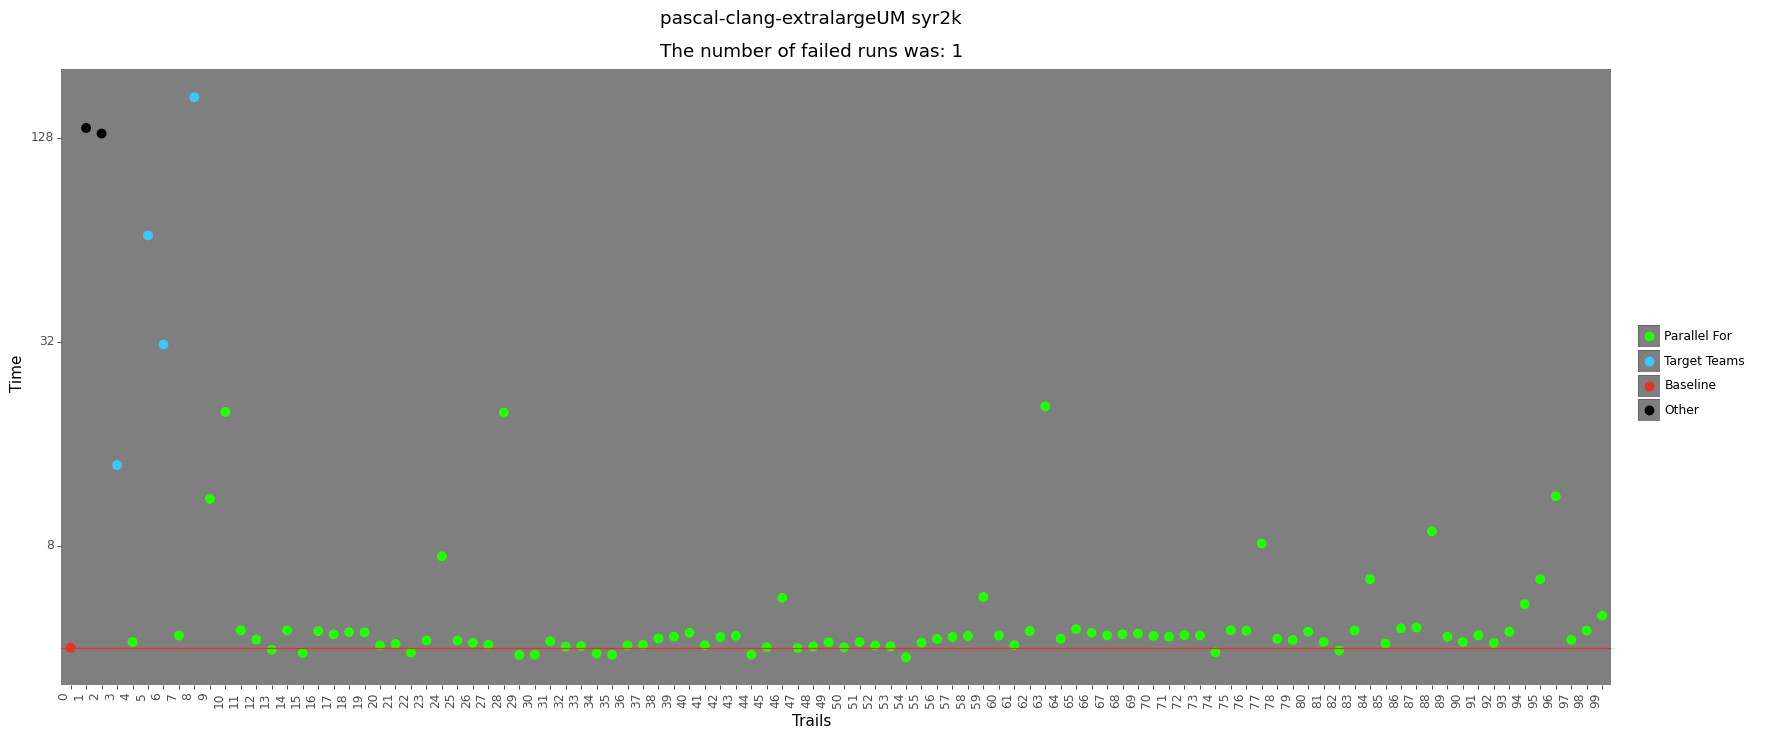 pascal-clang-extralargeUM syr2k
The number of failed runs was: 1
128
32
8
Time
0 1 2 3 4 5 6 7 8 9 10 11 12 13 14 15 16 17 18 19 20 21 22 23 24 25 26 27 28 29 30 31 32 33 34 35 36 37 38 39 40 41 42 43 44 45 46 47 48 49 50 51 52 53 54 55 56 57 58 59 60 61 62 63 64 65 66 67 68 69 70 71 72 73 74 75 76 77 78 79 80 81 82 83 84 85 86 87 88 89 90 91 92 93 94 95 96 97 98 99
Trails
Parallel For
Target Teams
Baseline
Other